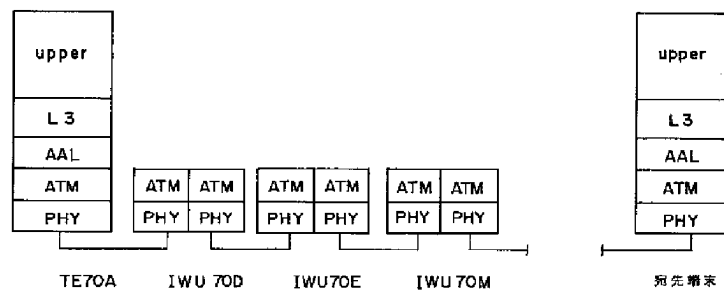 upper upper
L3 L3
AAL AAL
ATM ATM ATM ATM ATM ATM ATM ATM
PHY PHY PHY PHY PHY PHY PHY PHY
TE70A IWU 70D IWU70E IWU 70M 宛先端末